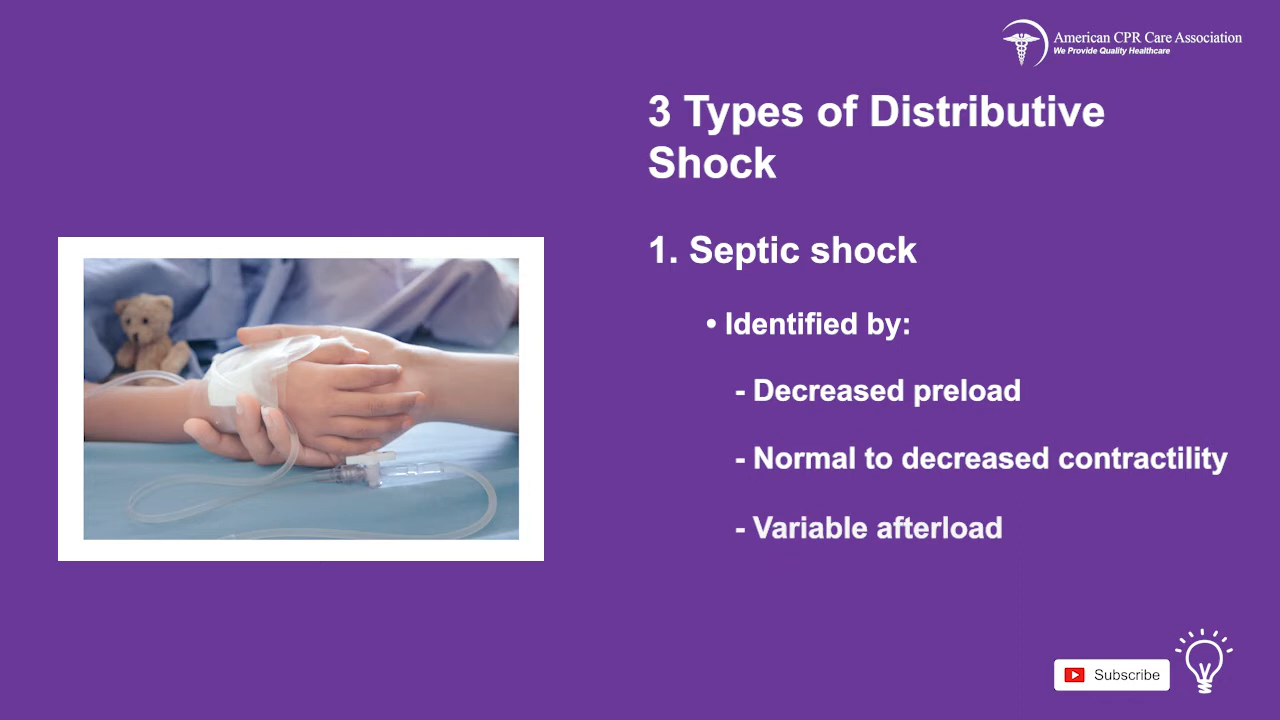 American CPR Care Association
We Provide Quality Healthcare
3 Types of Distributive
Shock
1. Septic shock
• Identified by:
- Decreased preload
- Normal to decreased contractility
- Variable afterload
Subscribe